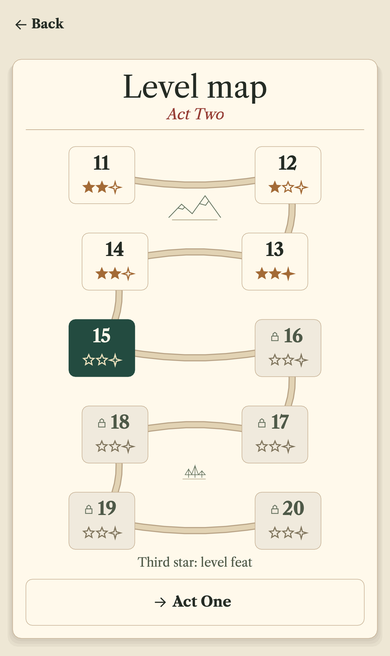 ← Back
Level map
Act Two
11
12
14
13
15
16
18
17
19
20
Third star: level feat
→ Act One